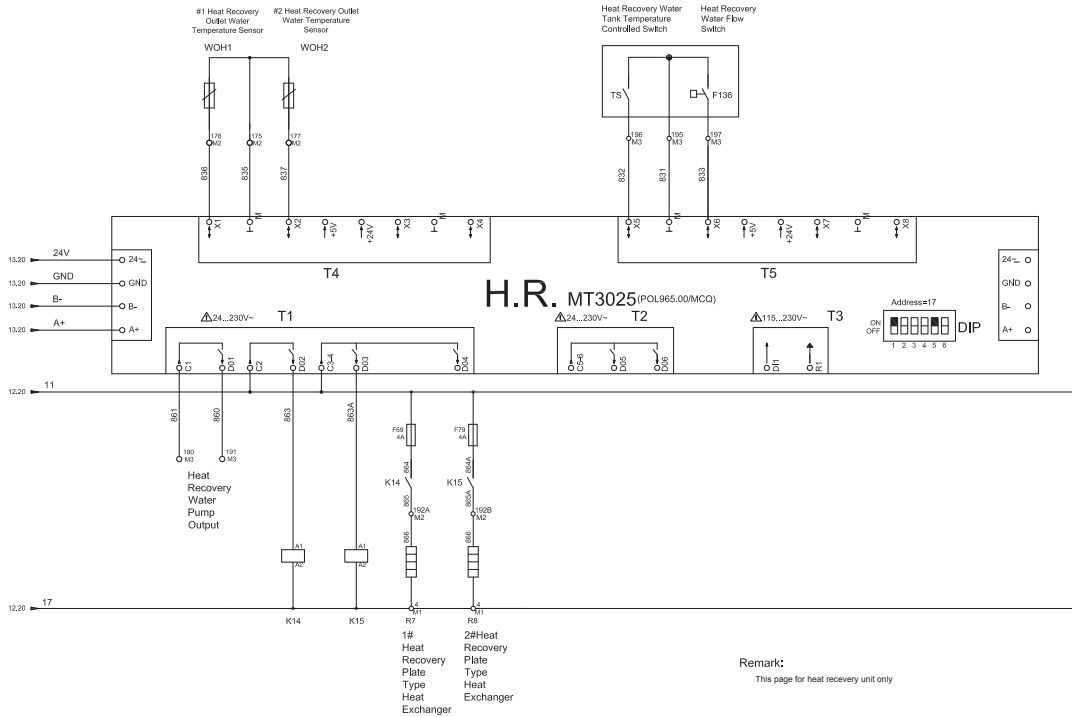 #1 Heat Recovery
Outlet Water
Temperature Sensor
#2 Heat Recovery Outlet
Water Temperature
Sensor
WOH1
WOH2
Heat Recovery Water
Tank Temperature
Controlled Switch
Heat Recovery
Water Flow
Switch
TS
F136
176
M2
175
M2
177
M2
196
M3
195
M3
197
M3
836
835
837
832
831
833
X1
M
X2
+5V
+24V
X3
M
X4
X5
M
X6
+5V
+24V
X7
M
X8
T4
T5
13.20 24V
13.20 GND
13.20 B-
13.20 A+
24~
GND
B-
A+
24~
GND
B-
A+
H.R. MT3025(POL965.00/MCQ)
24...230V~ T1
24...230V~ T2
115...230V~ T3
Address=17
ON
OFF
1 2 3 4 5 6
DIP
C1
D01
C2
D02
C3-4
D03
D04
C5-6
D05
D06
DI1
R1
12.20 11
861
860
863
863A
F69
4A
F79
4A
190
M3
191
M3
Heat
Recovery
Water
Pump
Output
864
K14
865
192A
M2
866
864A
K15
865A
192B
M2
866
A1
A2
A1
A2
12.20 17
K14
K15
4
M1
R7
4
M1
R8
1#
Heat
Recovery
Plate
Type
Heat
Exchanger
2#Heat
Recovery
Plate
Type
Heat
Exchanger
Remark:
This page for heat recevery unit only